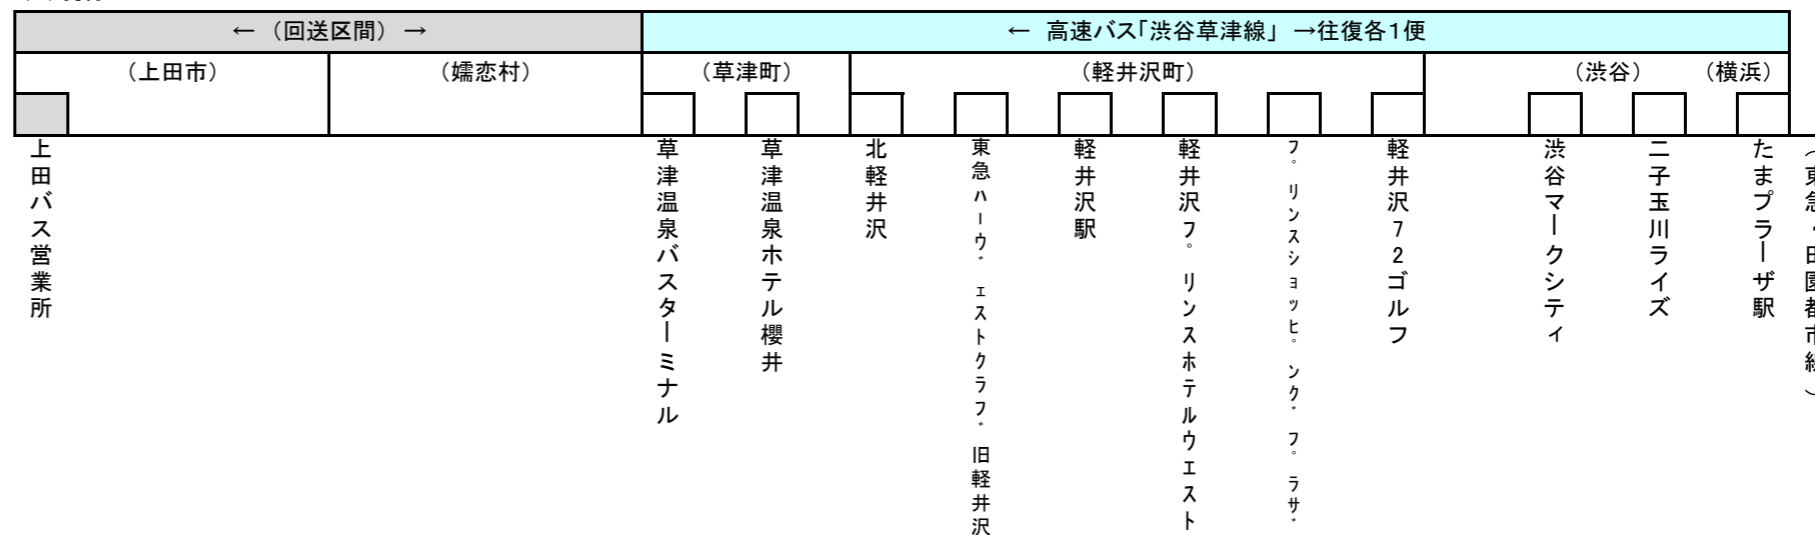 ← （回送区間） →
← 高速バス｢渋谷草津線」 →往復各1便
（上田市）
（嬬恋村）
（草津町）
（軽井沢町）
（渋谷）
（横浜）
上田バス営業所
草津温泉バスターミナル
草津温泉ホテル櫻井
北軽井沢
東急ﾊｰｳﾞｪｽﾄｸﾗﾌﾞ旧軽井沢
軽井沢駅
軽井沢プリンスホテルウエスト
ﾌﾟﾘﾝｽｼｮｯﾋﾟﾝｸﾞﾌﾟﾗｻﾞ
軽井沢72ゴルフ
渋谷マークシティ
二子玉川ライズ
たまプラーザ駅
（東急・田園都市線）